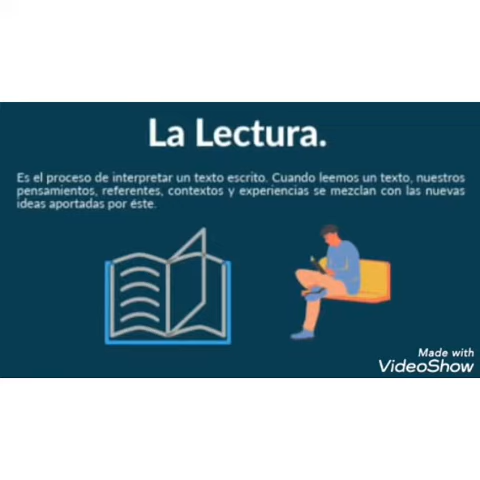 La Lectura.
Es el proceso de interpretar un texto escrito. Cuando leemos un texto, nuestros
pensamientos, referentes, contextos y experiencias se mezclan con las nuevas
ideas aportadas por éste.
Made with
VideoShow